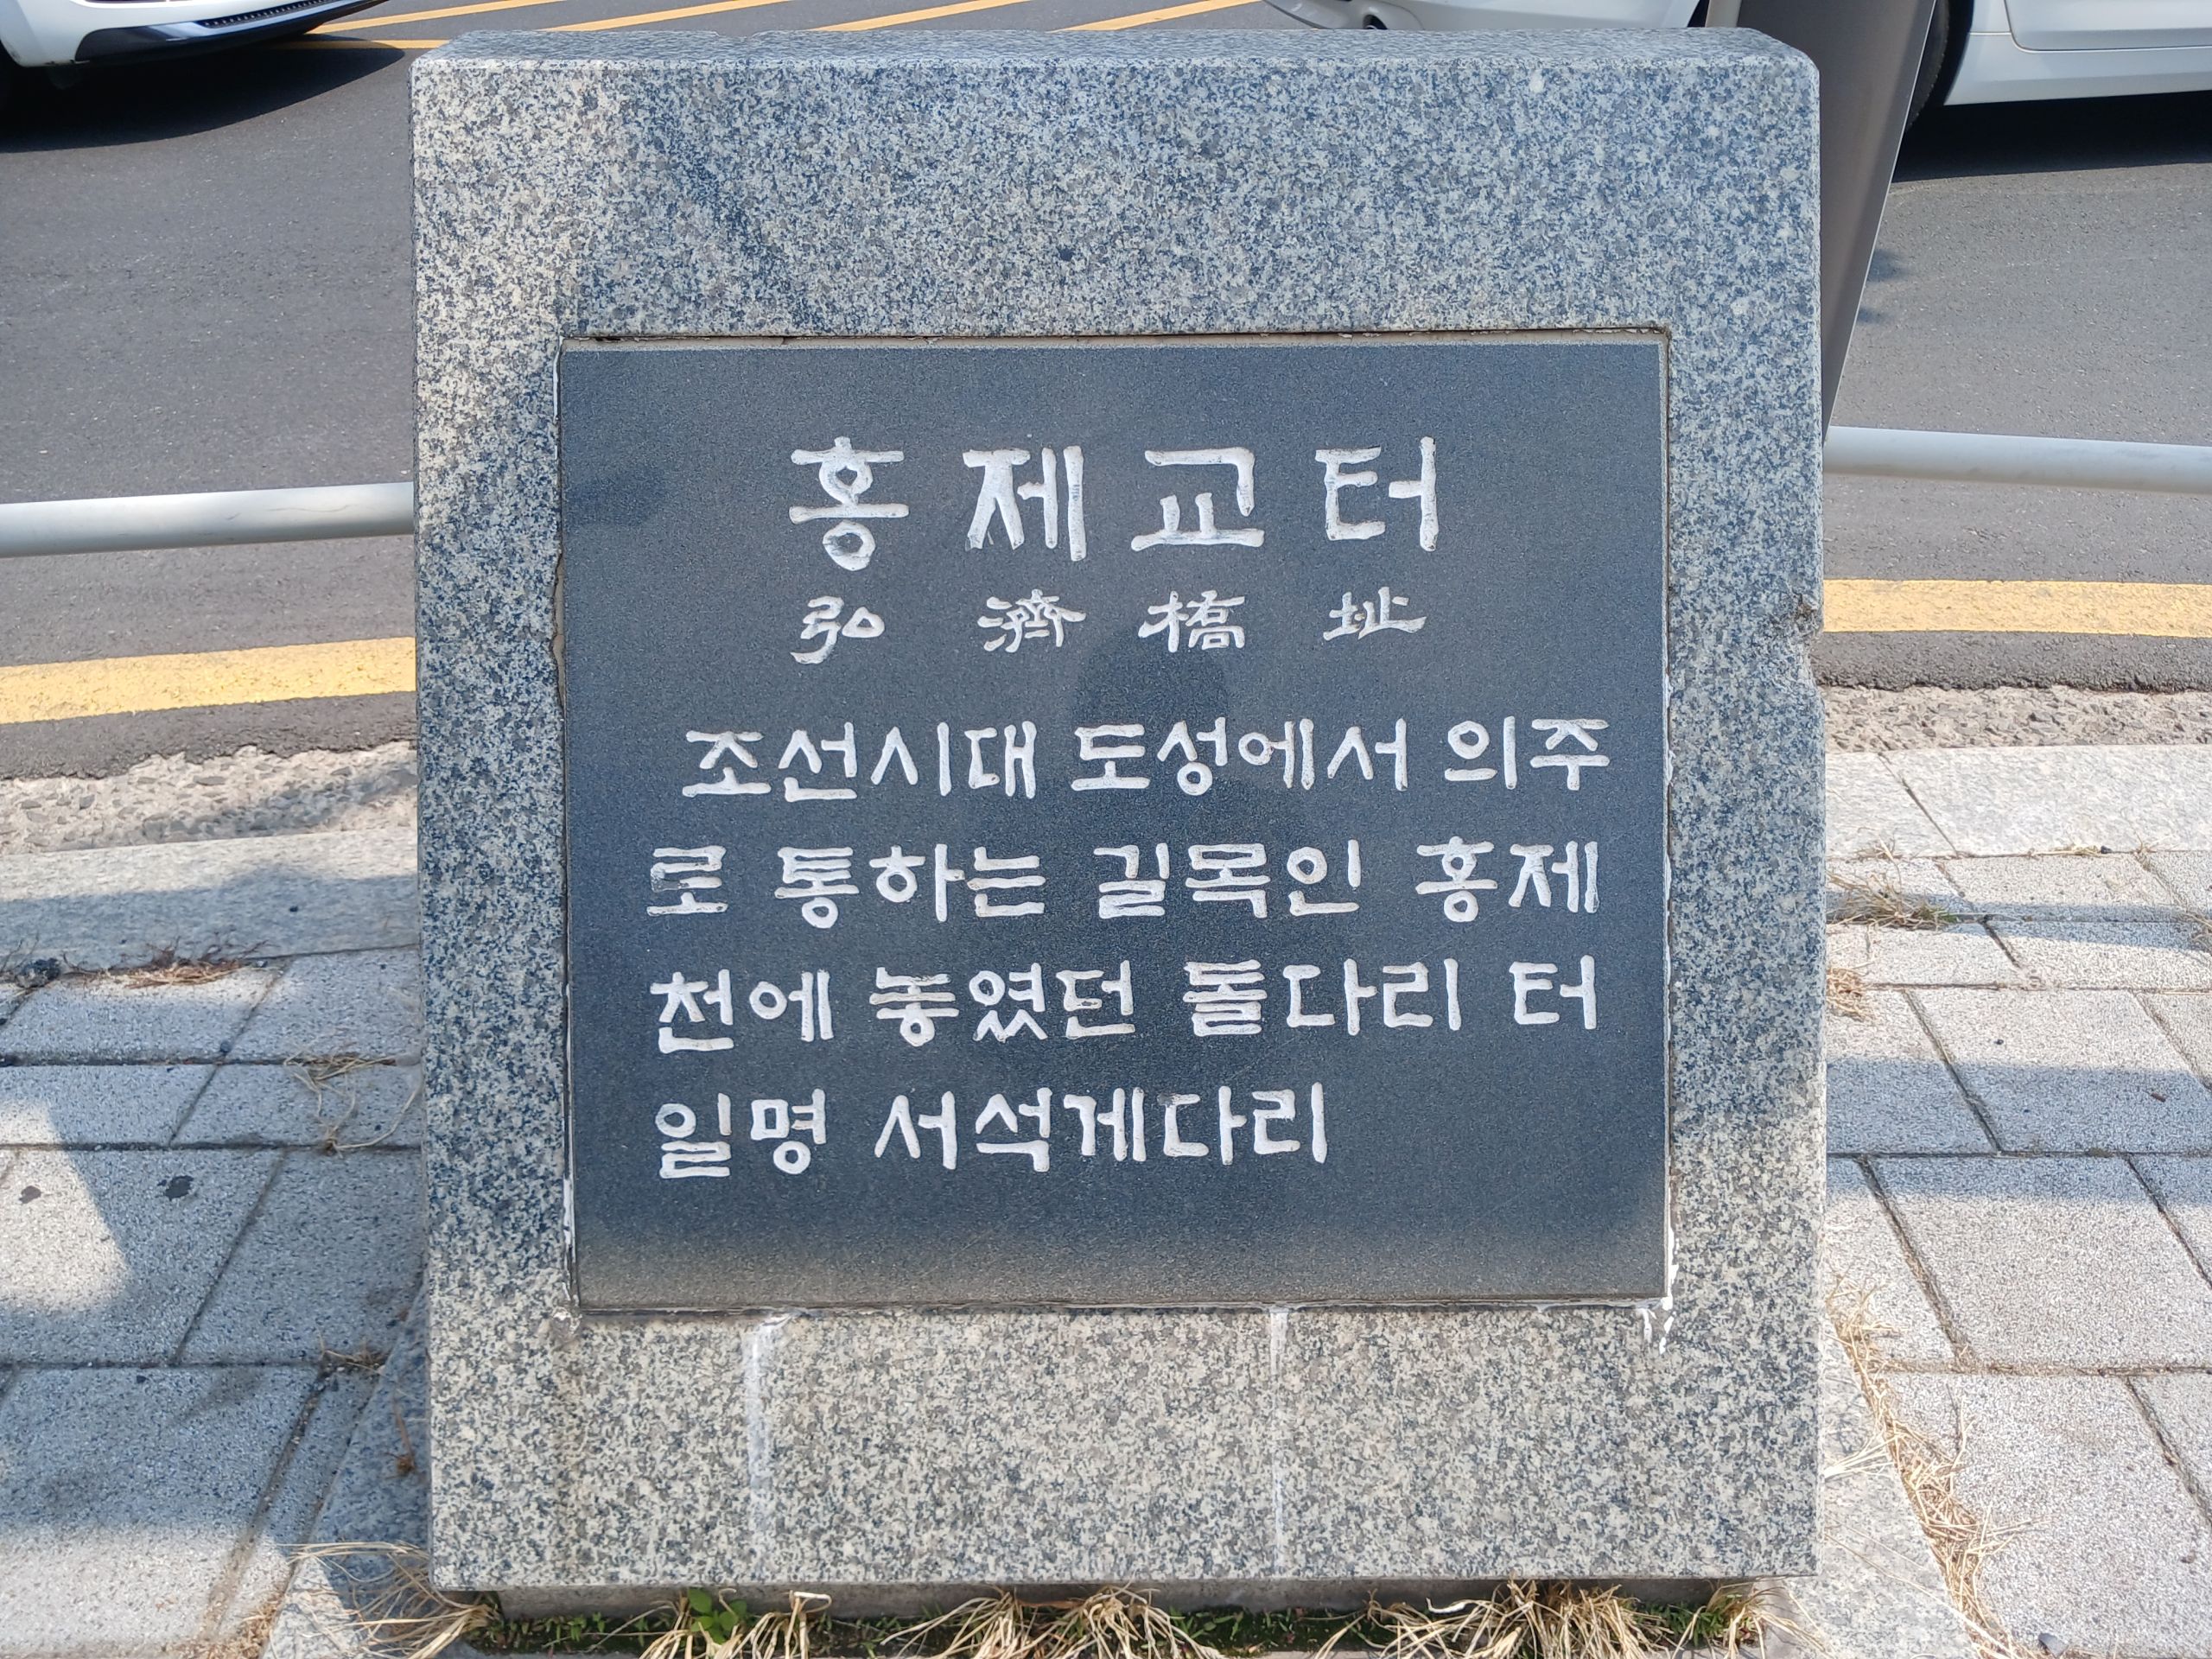 홍제교터
弘濟橋址
조선시대 도성에서 의주
로 통하는 길목인 홍제
천에 놓였던 돌다리 터
일명 서석게다리